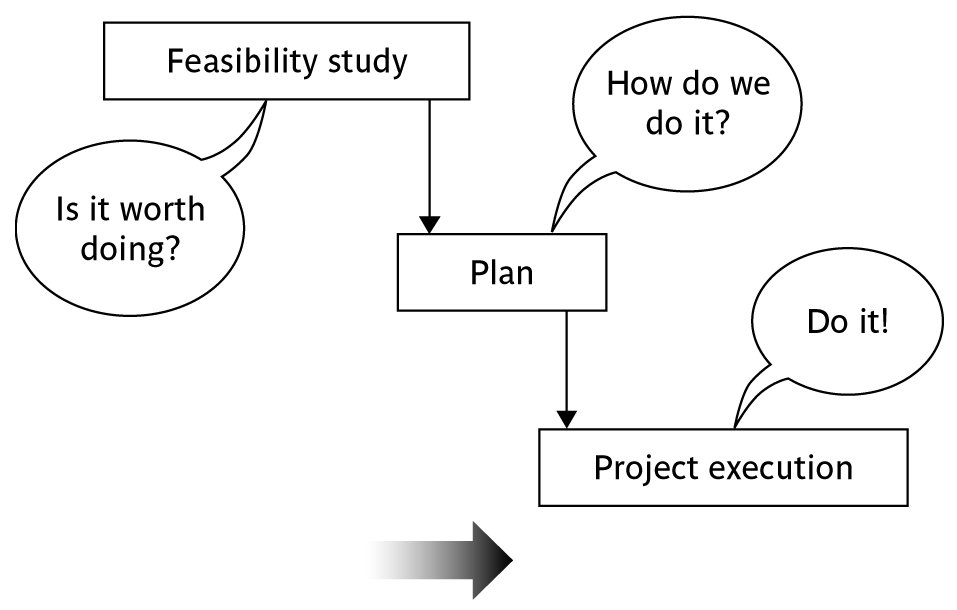 Feasibility study
How do we
do it?
Is it worth
doing?
Plan
Do it!
Project execution